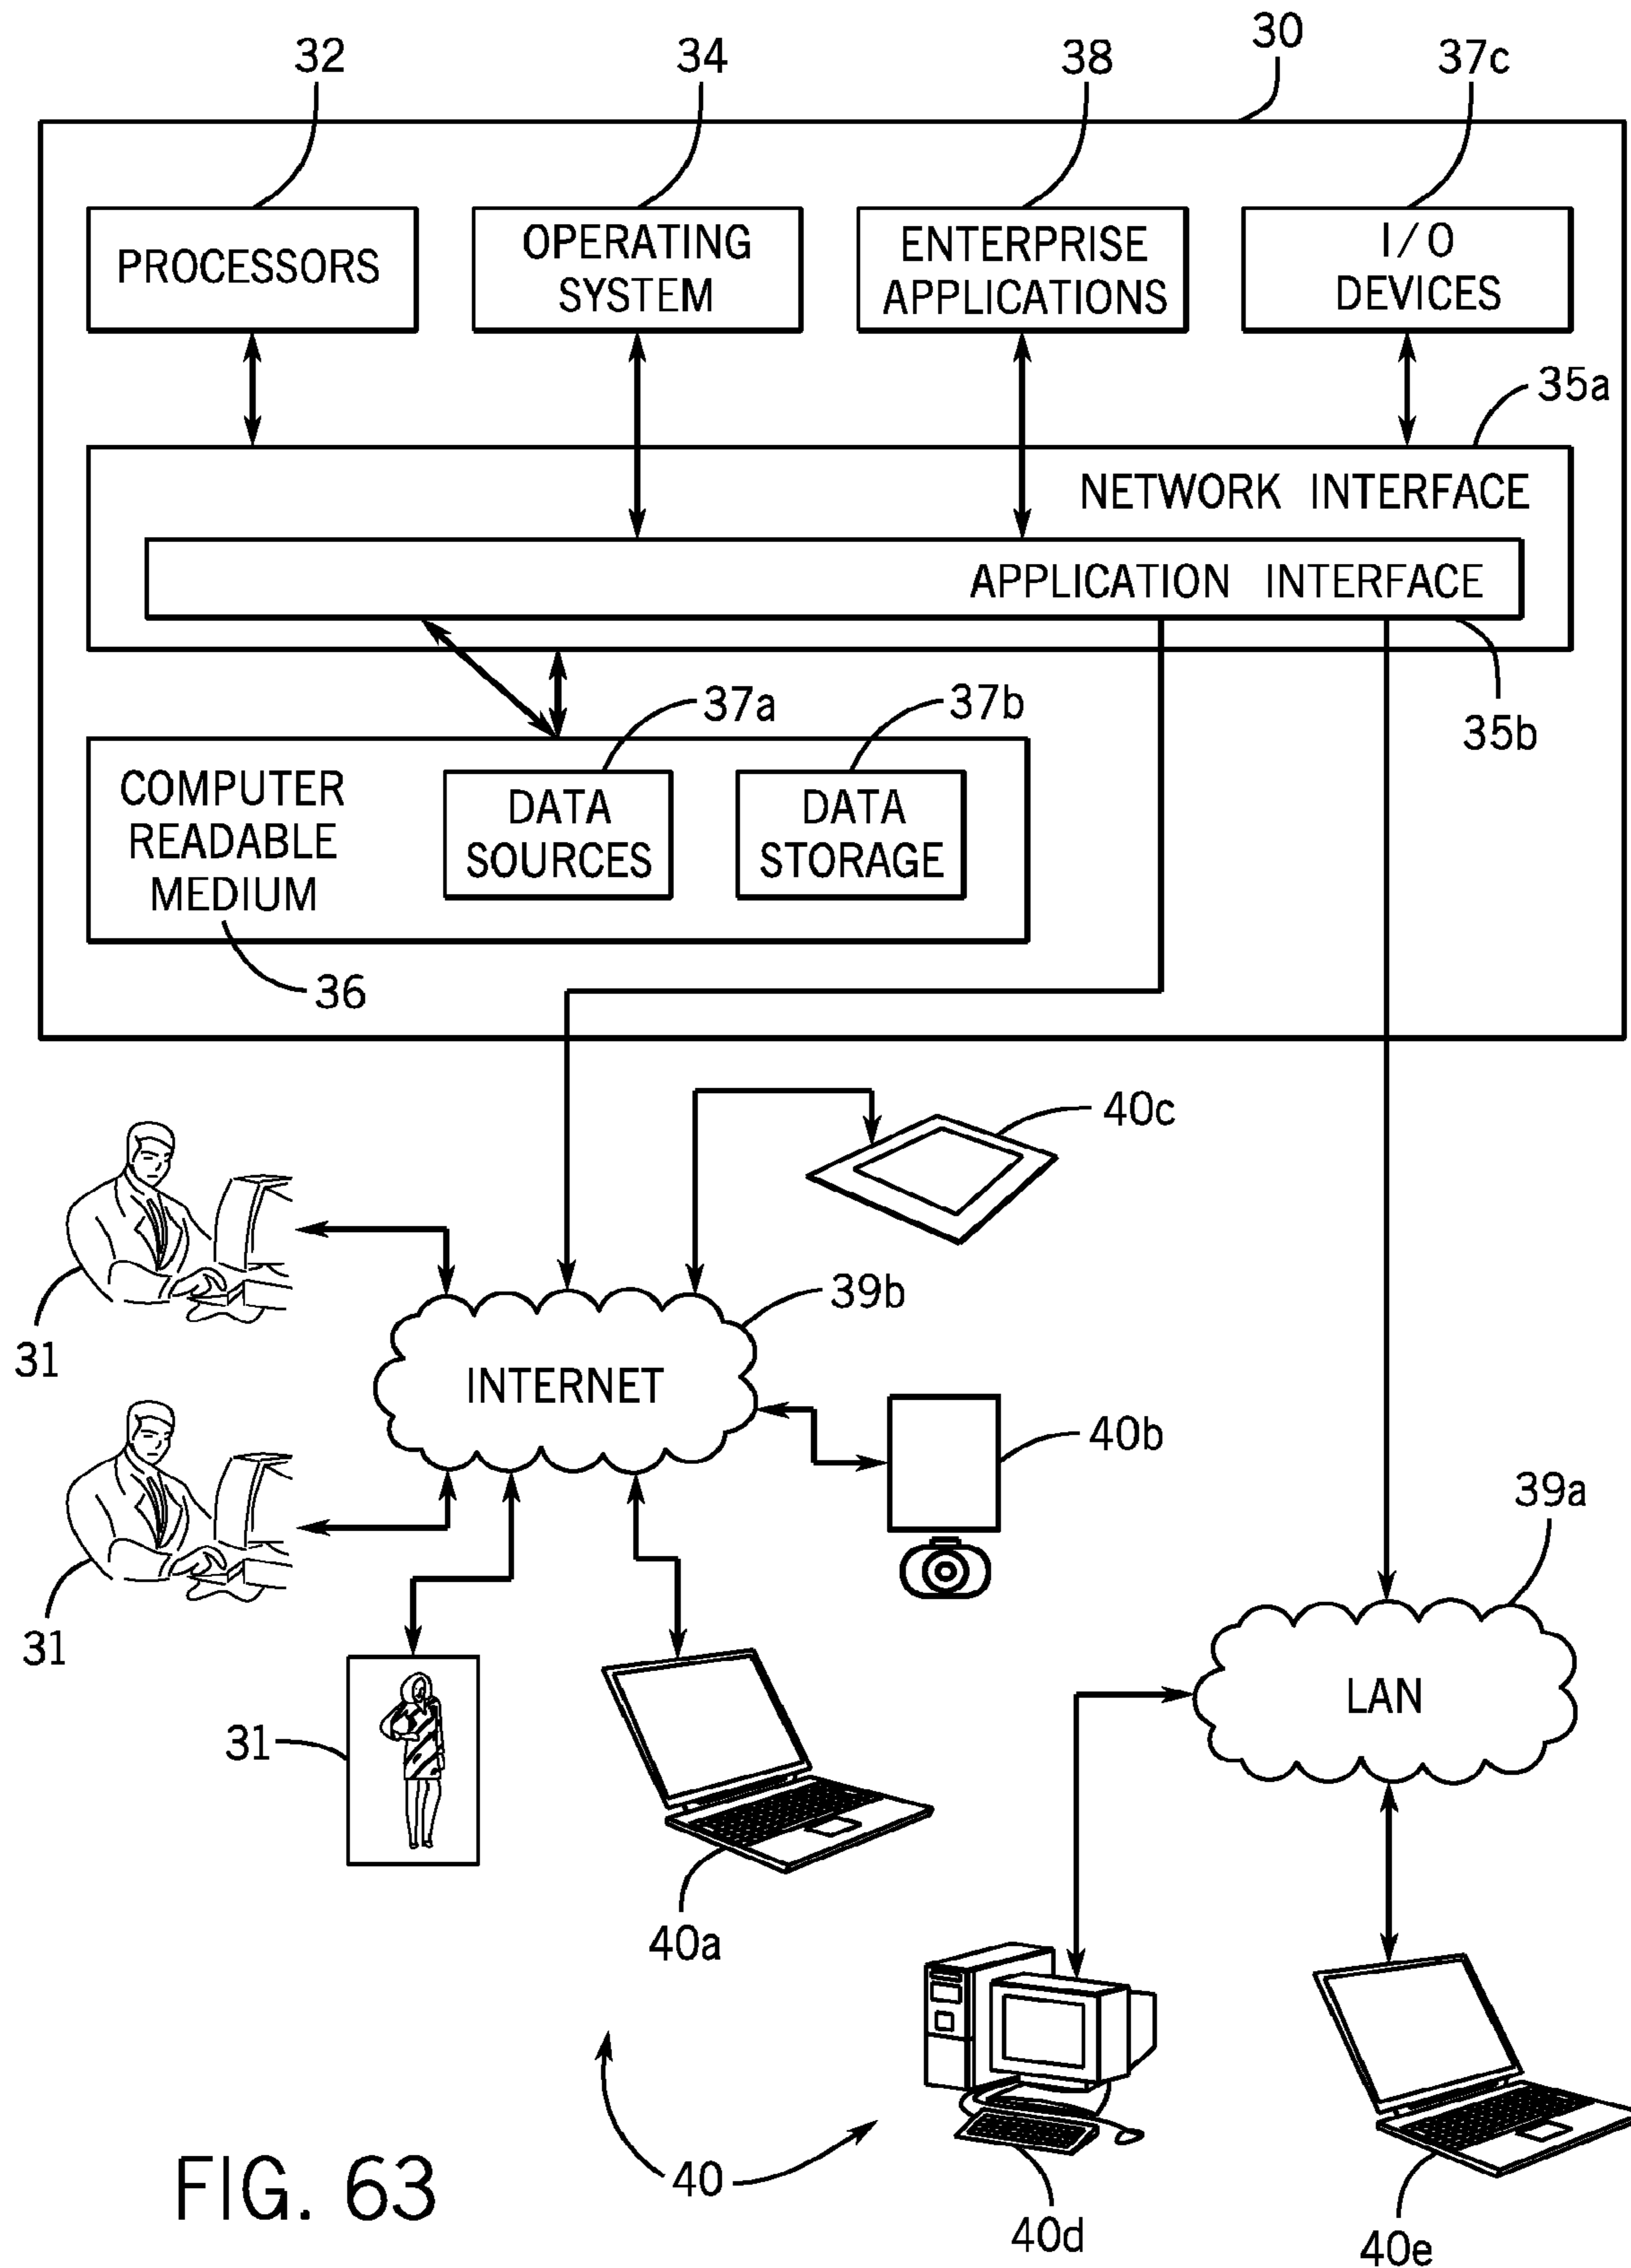 30
32
34
38
37c
PROCESSORS
OPERATING
SYSTEM
ENTERPRISE
APPLICATIONS
I/O
DEVICES
35a
NETWORK INTERFACE
APPLICATION INTERFACE
35b
37a
37b
COMPUTER
READABLE
MEDIUM
DATA
SOURCES
DATA
STORAGE
36
40c
31
39b
INTERNET
40b
39a
31
LAN
31
40a
40
40d
40e
FIG. 63